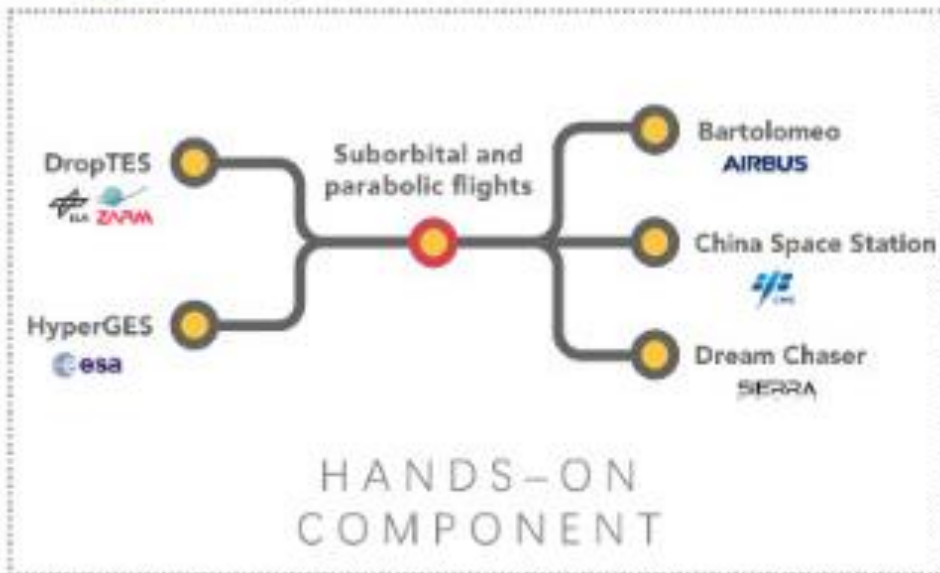 DropTES
ZARM
HyperGES
esa
Suborbital and
parabolic flights
Bartolomeo
AIRBUS
China Space Station
Dream Chaser
SIERRA
HANDS–ON
COMPONENT